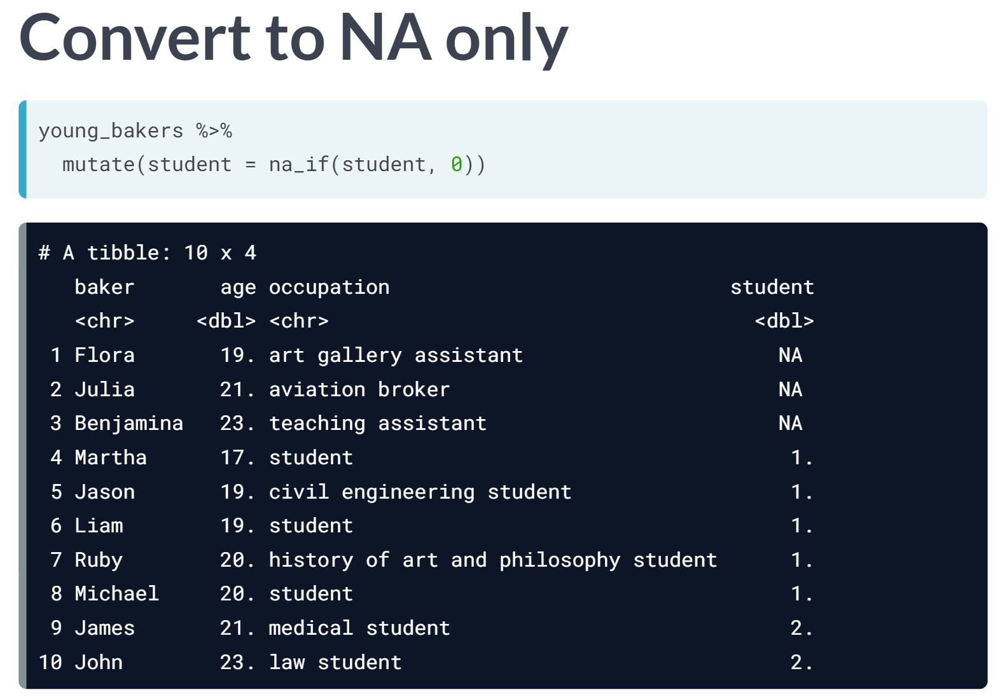 Convert to NA only
young_bakers %>%
  mutate(student = na_if(student, 0))
# A tibble: 10 x 4
   baker       age occupation                            student
   <chr>     <dbl> <chr>                                   <dbl>
 1 Flora       19. art gallery assistant                     NA
 2 Julia       21. aviation broker                           NA
 3 Benjamina   23. teaching assistant                        NA
 4 Martha      17. student                                    1.
 5 Jason       19. civil engineering student                  1.
 6 Liam        19. student                                    1.
 7 Ruby        20. history of art and philosophy student      1.
 8 Michael     20. student                                    1.
 9 James       21. medical student                            2.
10 John        23. law student                                2.